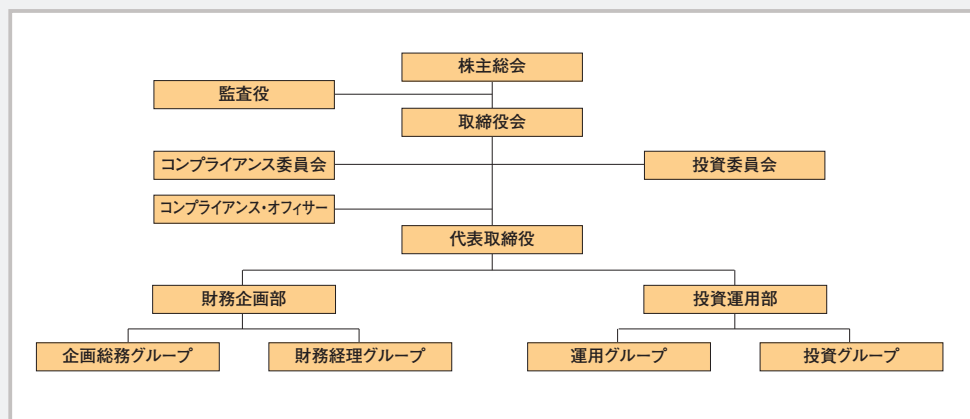 株主総会
監査役
取締役会
コンプライアンス委員会
投資委員会
コンプライアンス・オフィサー
代表取締役
財務企画部
投資運用部
企画総務グループ
財務経理グループ
運用グループ
投資グループ